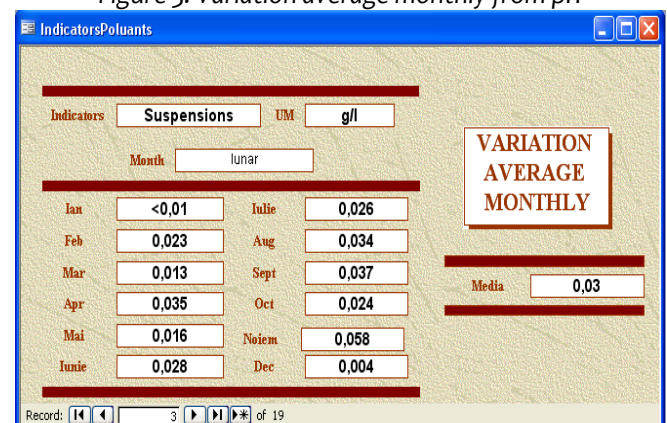 Figure 3. Variation average monthly from pH
IndicatorsPoluants
Indicators Suspensions UM g/l
Month lunar
VARIATION
AVERAGE
MONTHLY
Ian <0,01 Iulie 0,026
Feb 0,023 Aug 0,034
Mar 0,013 Sept 0,037
Media 0,03
Apr 0,035 Oct 0,024
Mai 0,016 Noiem 0,058
Iunie 0,028 Dec 0,004
Record: 3 of 19